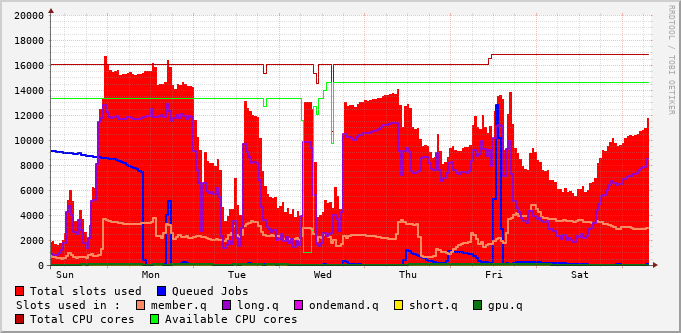 20000
18000
16000
14000
12000
10000
8000
6000
4000
2000
0
Sun Mon Tue Wed Thu Fri Sat
RRDTOOL / TOBI OETIKER
Total slots used Queued Jobs
Slots used in : member.q long.q ondemand.q short.q gpu.q
Total CPU cores Available CPU cores